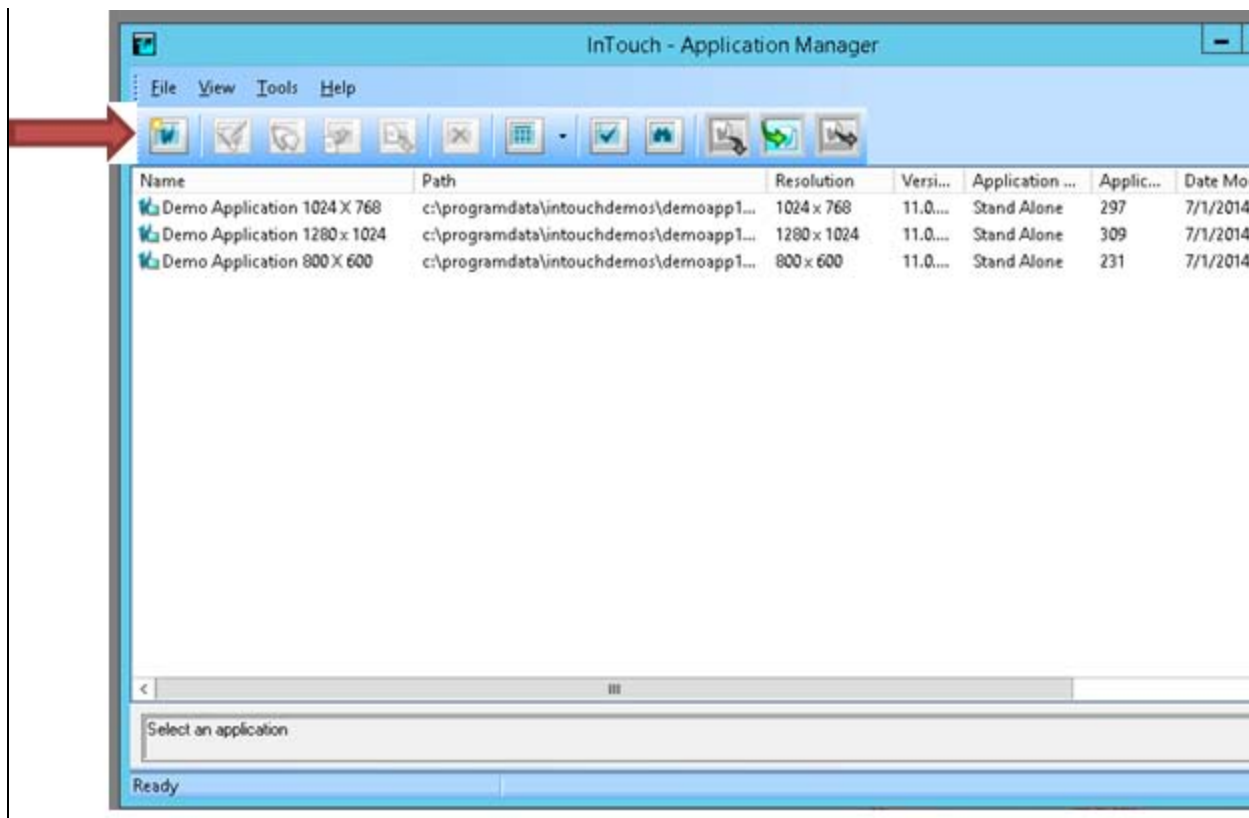 InTouch - Application Manager
File View Tools Help
Name Path Resolution Versi... Application ... Applic... Date Mo
Demo Application 1024 X 768 c:\programdata\intouchdemos\demoapp1... 1024 x 768 11.0.... Stand Alone 297 7/1/2014
Demo Application 1280 x 1024 c:\programdata\intouchdemos\demoapp1... 1280 x 1024 11.0.... Stand Alone 309 7/1/2014
Demo Application 800 X 600 c:\programdata\intouchdemos\demoapp1... 800 x 600 11.0.... Stand Alone 231 7/1/2014
Select an application
Ready